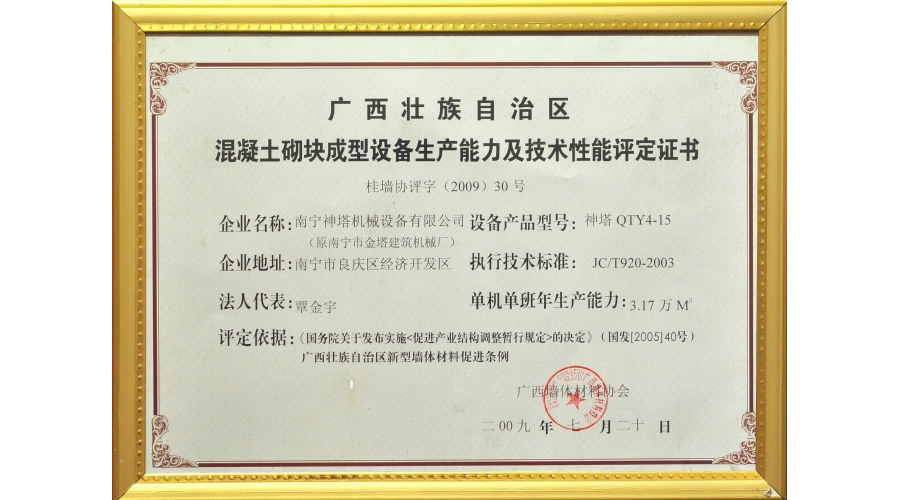 广西壮族自治区
混凝土砌块成型设备生产能力及技术性能评定证书
桂墙协评字（2009）30 号
企业名称：南宁神塔机械设备有限公司 设备产品型号：神塔 QTY4-15
（原南宁市金塔建筑机械厂）
企业地址：南宁市良庆区经济开发区 执行技术标准： JC/T920-2003
法人代表：覃金宇 单机单班年生产能力：3.17 万 M³
评定依据：《国务院关于发布实施<促进产业结构调整暂行规定>的决定》（国发[2005]40号）
广西壮族自治区新型墙体材料促进条例
广西墙体材料协会
二00九 年 七 月 二十 日